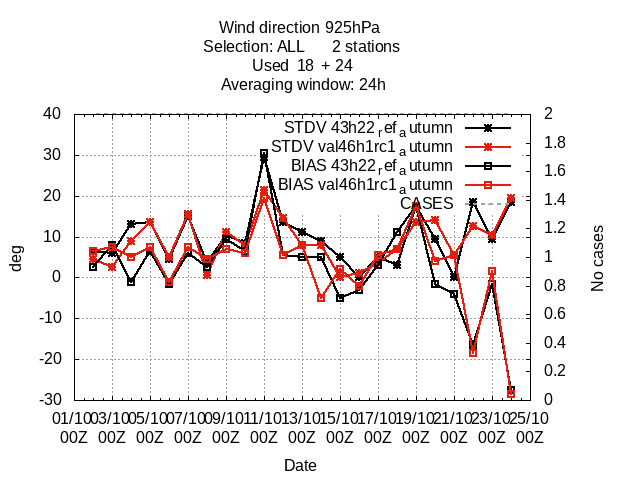 Wind direction 925hPa
Selection: ALL 2 stations
Used 18 + 24
Averaging window: 24h
STDV 43h22refautumn
STDV val46h1rc1autumn
BIAS 43h22refautumn
BIAS val46h1rc1autumn
CASES
40
30
20
10
0
-10
-20
-30
deg
2
1.8
1.6
1.4
1.2
1
0.8
0.6
0.4
0.2
0
No cases
01/10 03/10 05/10 07/10 09/10 11/10 13/10 15/10 17/10 19/10 21/10 23/10 25/10
00Z 00Z 00Z 00Z 00Z 00Z 00Z 00Z 00Z 00Z 00Z 00Z 00Z
Date